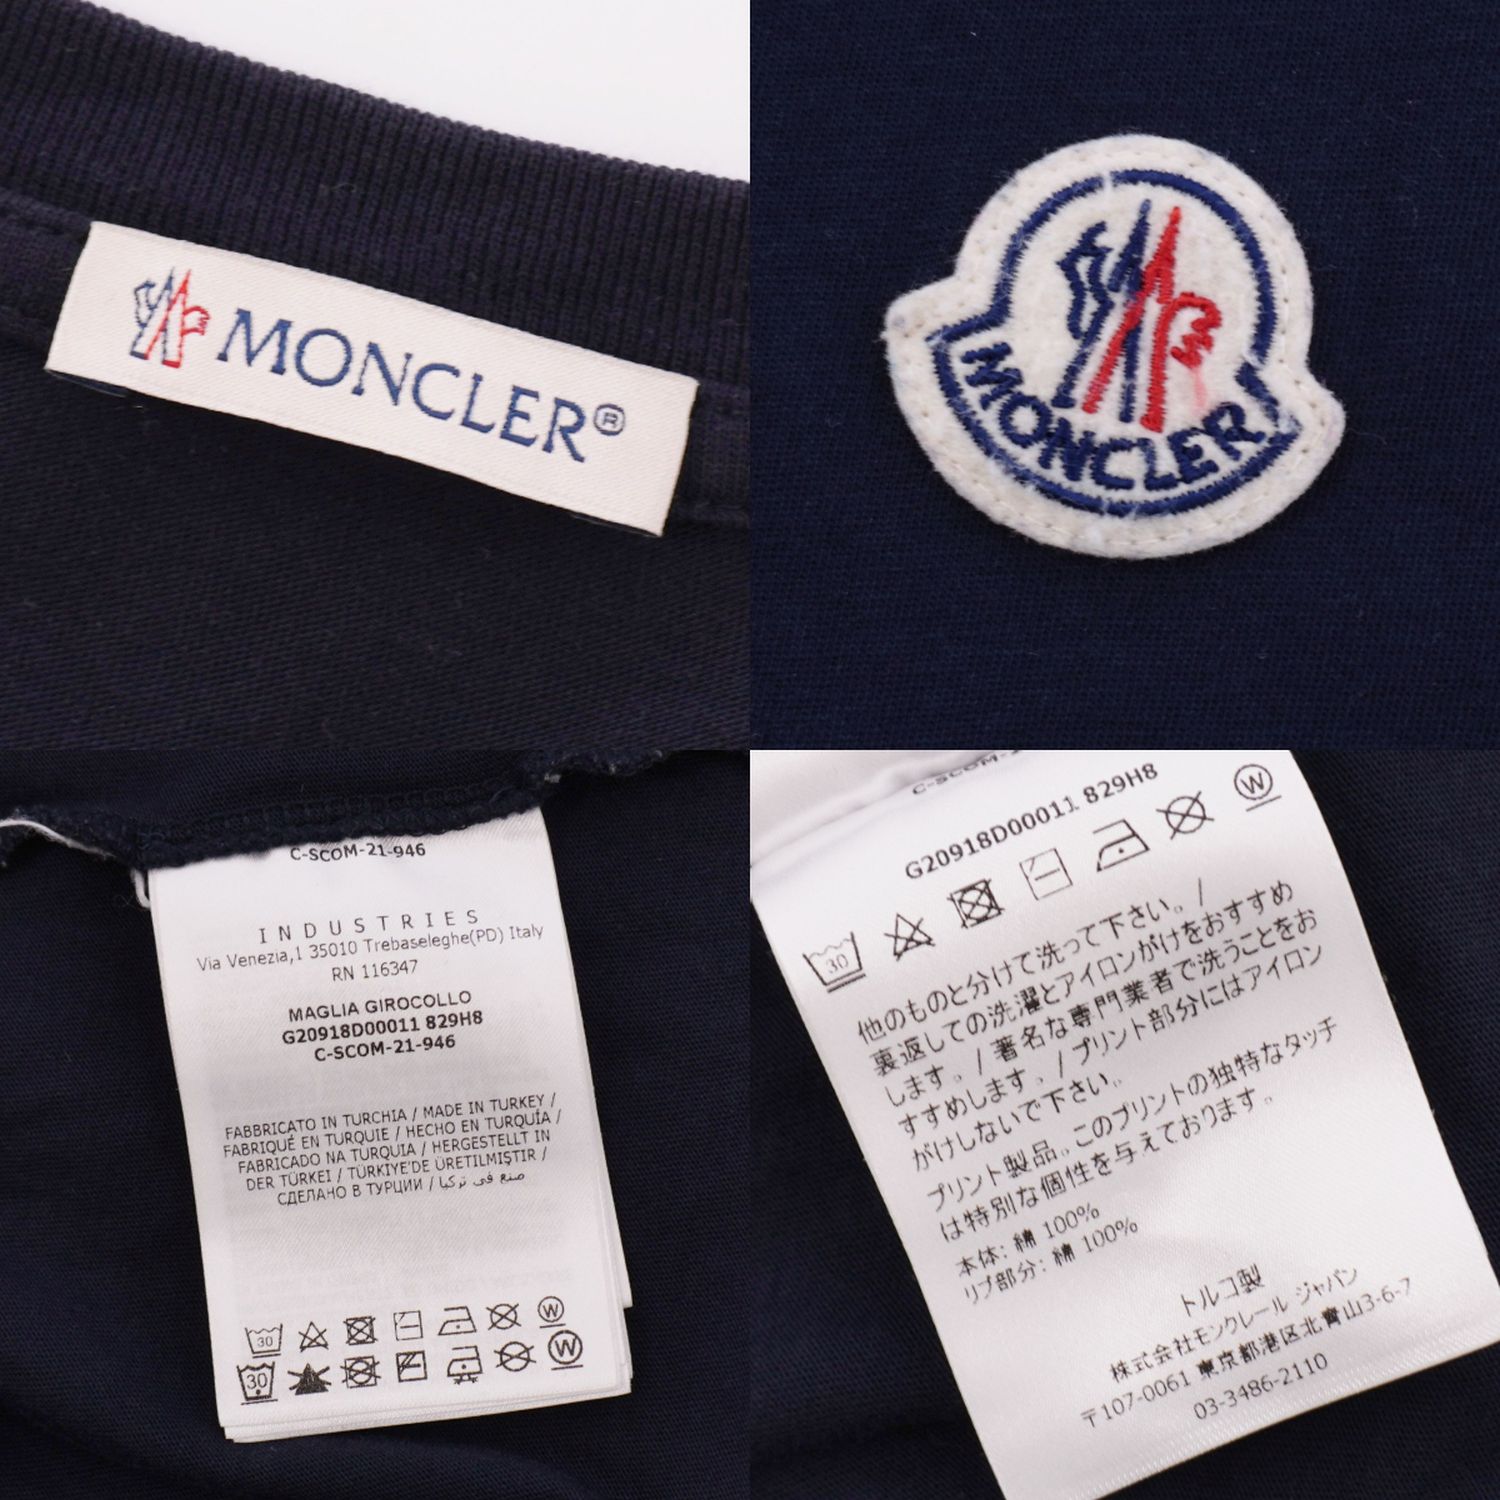 MONCLER®
MONCLER
C-SCOM-21-946
INDUSTRIES
Via Venezia,1 35010 Trebaseleghe(PD) Italy
RN 116347
MAGLIA GIROCOLLO
G20918D00011 829H8
C-SCOM-21-946
FABBRICATO IN TURCHIA / MADE IN TURKEY /
FABRIQUÉ EN TURQUIE / HECHO EN TURQUÍA /
FABRICADO NA TURQUIA / HERGESTELLT IN
DER TÜRKEI / TÜRKIYE'DE ÜRETILMIŞTIR /
СДЕЛАНО В ТУРЦИИ / صنع في تركيا
30 W
30 W
C-SCOM-
G20918D00011 829H8
30 W
他のものと分けて洗って下さい。/
裏返しての洗濯とアイロンがけをおすすめ
します。/ 著名な専門業者で洗うことをお
すすめします。/ プリント部分にはアイロン
がけしないで下さい。
プリント製品。このプリントの独特なタッチ
は特別な個性を与えております。
本体: 綿 100%
リブ部分: 綿 100%
トルコ製
株式会社モンクレール ジャパン
〒107-0061 東京都港区北青山3-6-7
03-3486-2110